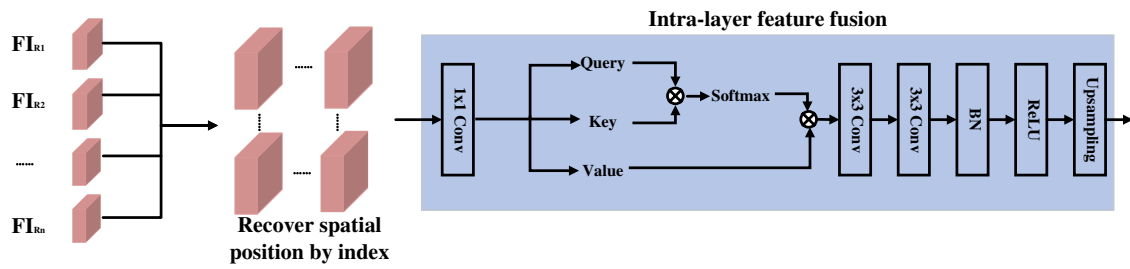 Intra-layer feature fusion
FIR1
FIR2
......
FIRn
......
......
......
......
Recover spatial
position by index
1x1 Conv
Query
Key
Value
Softmax
3x3 Conv
3x3 Conv
BN
ReLU
Upsampling